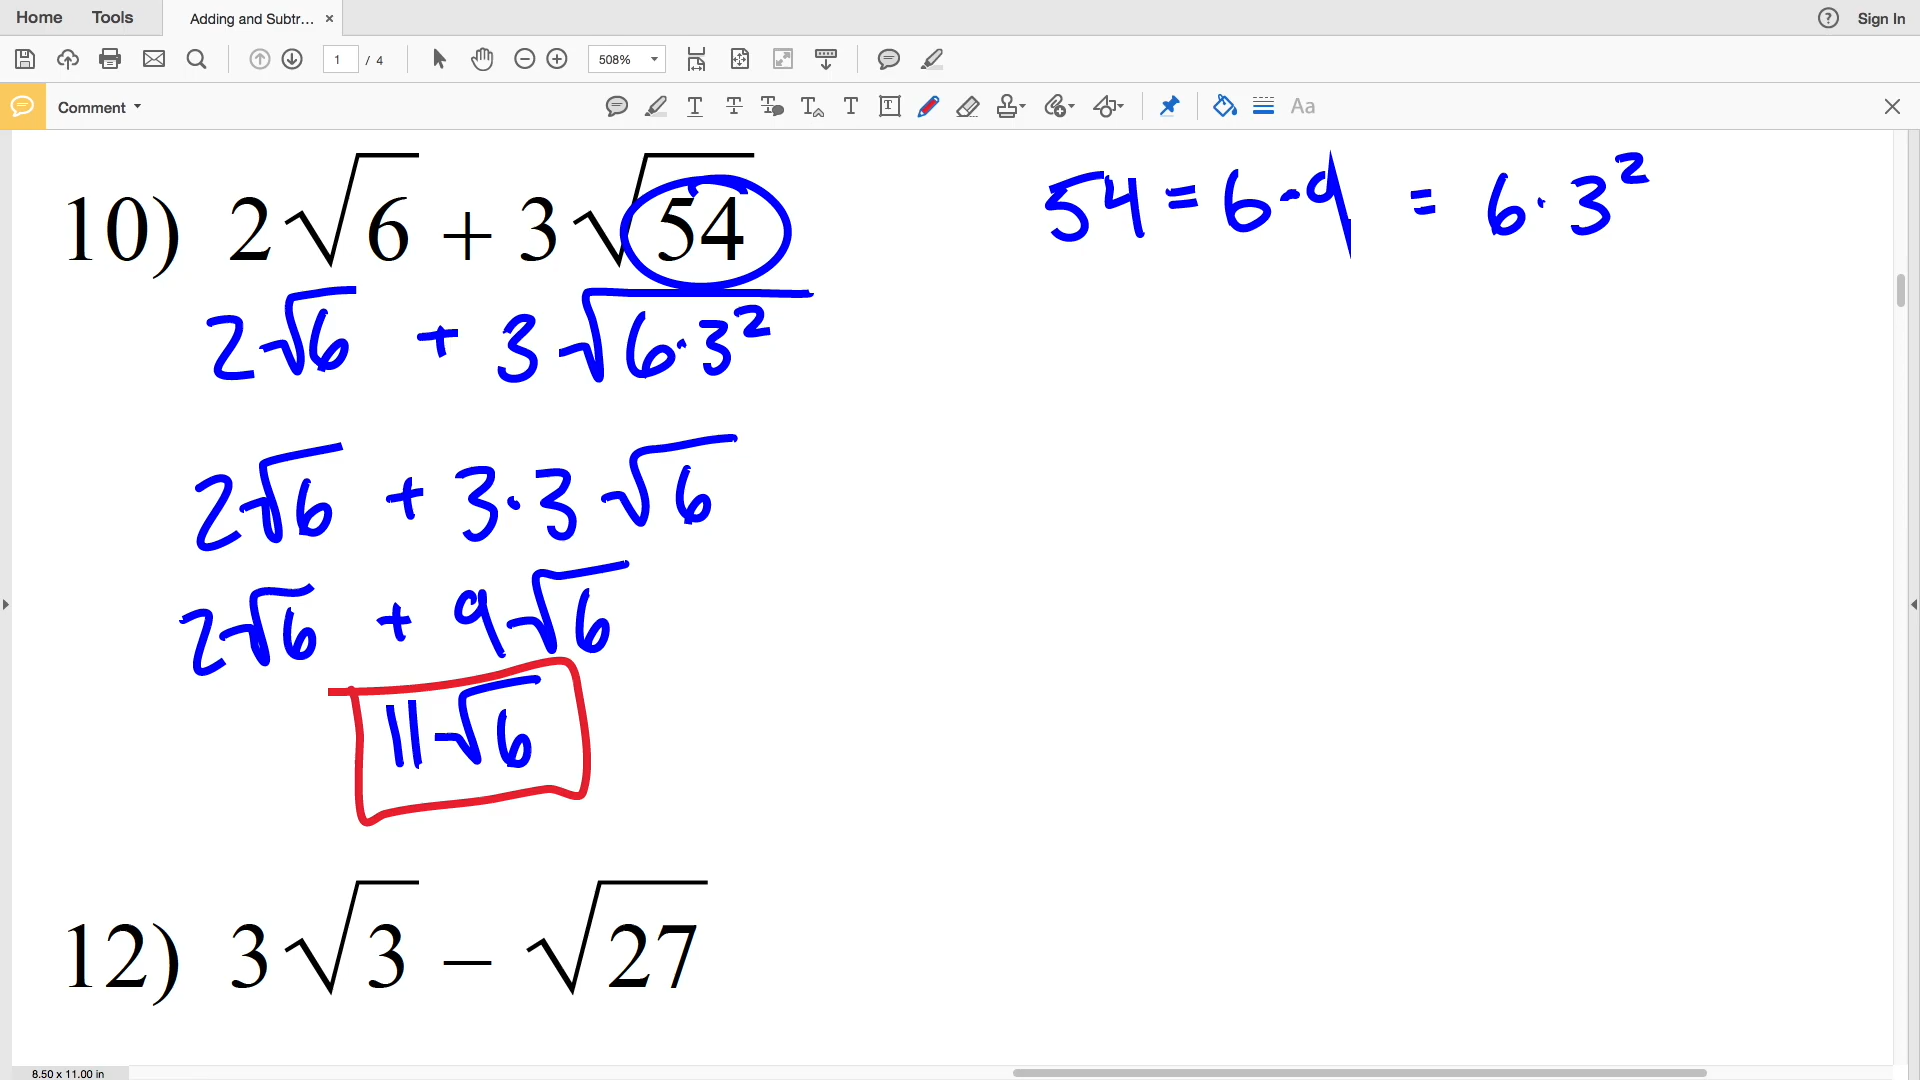 Home Tools Adding and Subtr... × ? Sign In
1 / 4 508%
Comment Aa
10) 2√6 + 3√54 54 = 6·9 = 6·3²
2√6 + 3√6·3²
2√6 + 3·3√6
2√6 + 9√6
11√6
12) 3√3 − √27
8.50 x 11.00 in